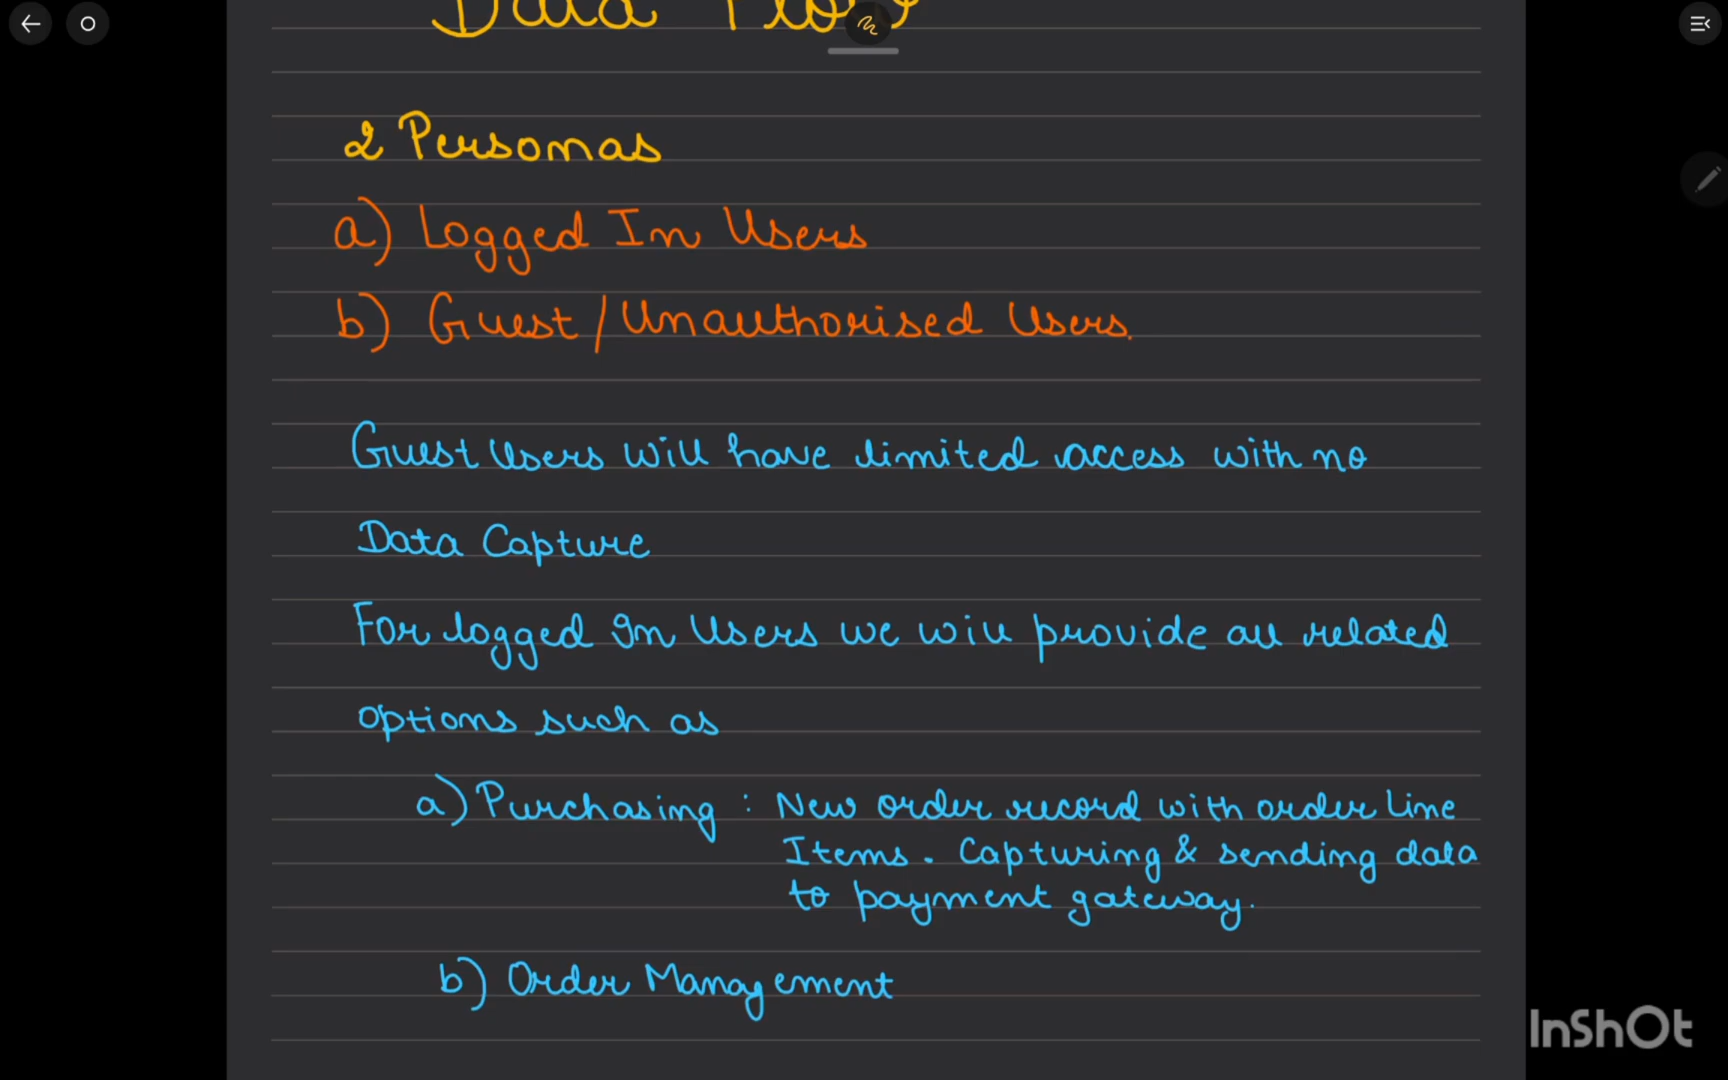 Data Flow
2 Personas
a) Logged In Users
b) Guest/Unauthorised Users.
Guest Users will have limited access with no
Data Capture
For logged In Users we will provide all related
options such as
a) Purchasing : New order record with order Line
Items. Capturing & sending data
to payment gateway.
b) Order Management
InShOt